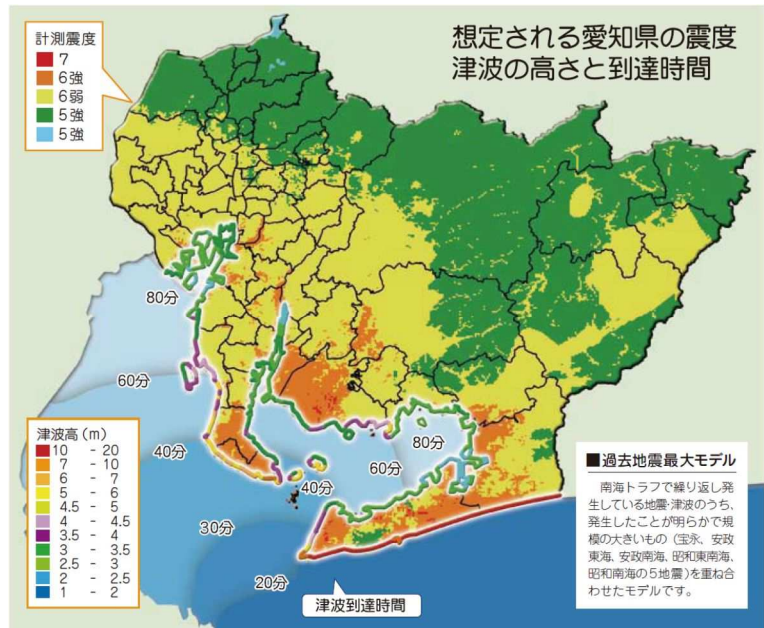 想定される愛知県の震度
津波の高さと到達時間
計測震度
7
6強
6弱
5強
5強
80分
60分
40分
30分
20分
40分
60分
80分
津波到達時間
津波高(m)
10 - 20
7 - 10
6 - 7
5 - 6
4.5 - 5
4 - 4.5
3.5 - 4
3 - 3.5
2.5 - 3
2 - 2.5
1 - 2
■過去地震最大モデル
南海トラフで繰り返し発
生している地震・津波のうち、
発生したことが明らかで規
模の大きいもの(宝永、安政
東海、安政南海、昭和東南海、
昭和南海の5地震)を重ね合
わせたモデルです。